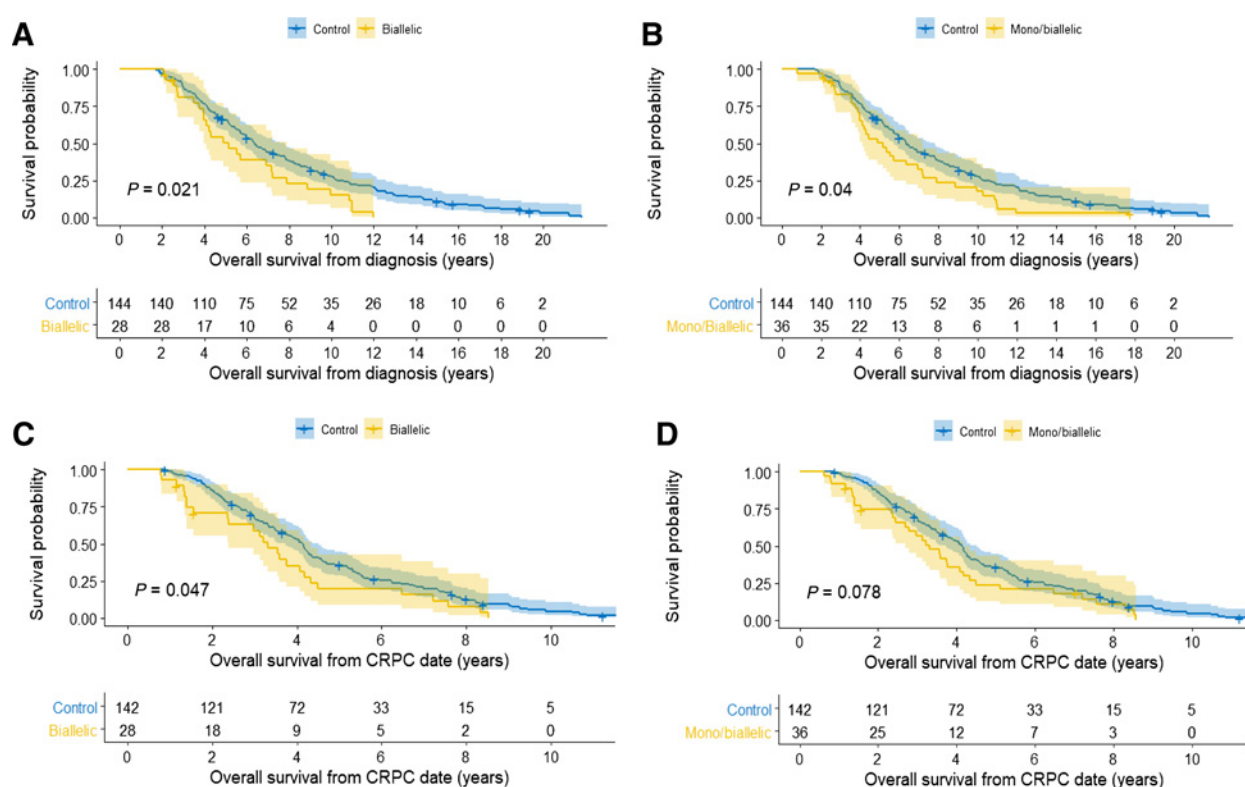 A
Control Biallelic
Survival probability
1.00
0.75
0.50
0.25
0.00
P = 0.021
0 2 4 6 8 10 12 14 16 18 20
Overall survival from diagnosis (years)
Control 144 140 110 75 52 35 26 18 10 6 2
Biallelic 28 28 17 10 6 4 0 0 0 0 0
0 2 4 6 8 10 12 14 16 18 20
Overall survival from diagnosis (years)
B
Control Mono/biallelic
Survival probability
1.00
0.75
0.50
0.25
0.00
P = 0.04
0 2 4 6 8 10 12 14 16 18 20
Overall survival from diagnosis (years)
Control 144 140 110 75 52 35 26 18 10 6 2
Mono/Biallelic 36 35 22 13 8 6 1 1 1 0 0
0 2 4 6 8 10 12 14 16 18 20
Overall survival from diagnosis (years)
C
Control Biallelic
Survival probability
1.00
0.75
0.50
0.25
0.00
P = 0.047
0 2 4 6 8 10
Overall survival from CRPC date (years)
Control 142 121 72 33 15 5
Biallelic 28 18 9 5 2 0
0 2 4 6 8 10
Overall survival from CRPC date (years)
D
Control Mono/biallelic
Survival probability
1.00
0.75
0.50
0.25
0.00
P = 0.078
0 2 4 6 8 10
Overall survival from CRPC date (years)
Control 142 121 72 33 15 5
Mono/biallelic 36 25 12 7 3 0
0 2 4 6 8 10
Overall survival from CRPC date (years)